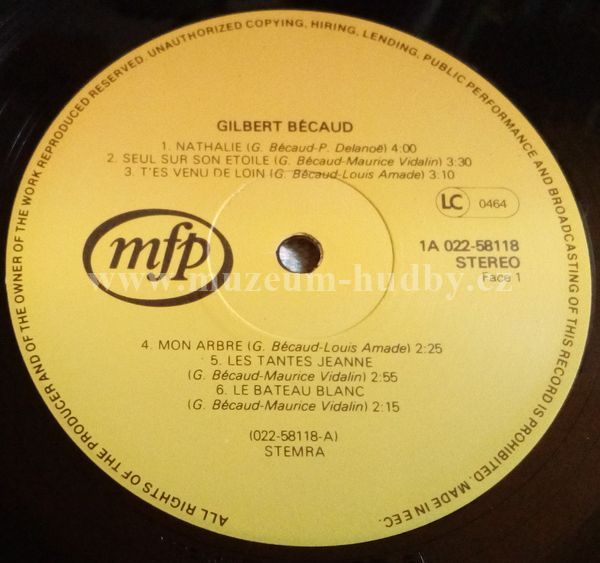 ALL RIGHTS OF THE PRODUCER AND OF THE OWNER OF THE WORK REPRODUCED RESERVED. UNAUTHORIZED COPYING, HIRING, LENDING, PUBLIC PERFORMANCE AND BROADCASTING OF THIS RECORD IS PROHIBITED. MADE IN EEC.
GILBERT BÉCAUD
1. NATHALIE (G. Bécaud-P. Delanoë) 4:00
2. SEUL SUR SON ETOILE (G. Bécaud-Maurice Vidalin) 3:30
3. T'ES VENU DE LOIN (G. Bécaud-Louis Amade) 3:10
LC 0464
mfp
1A 022-58118
STEREO
Face 1
www.muzeum-hudby.cz
4. MON ARBRE (G. Bécaud-Louis Amade) 2:25
5. LES TANTES JEANNE
(G. Bécaud-Maurice Vidalin) 2:55
6. LE BATEAU BLANC
(G. Bécaud-Maurice Vidalin) 2:15
(022-58118-A)
STEMRA